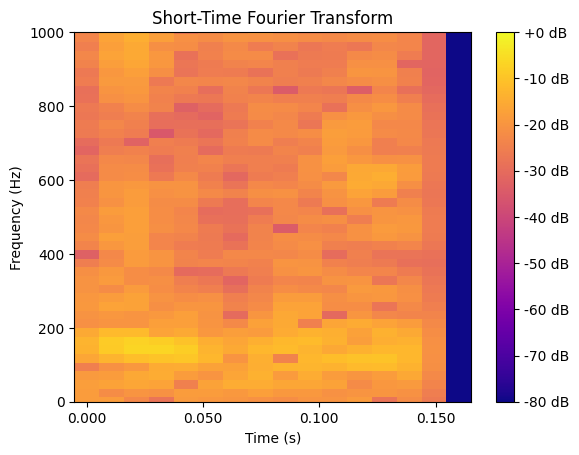 Short-Time Fourier Transform
1000
800
600
400
200
0
Frequency (Hz)
0.000
0.050
0.100
0.150
Time (s)
+0 dB
-10 dB
-20 dB
-30 dB
-40 dB
-50 dB
-60 dB
-70 dB
-80 dB